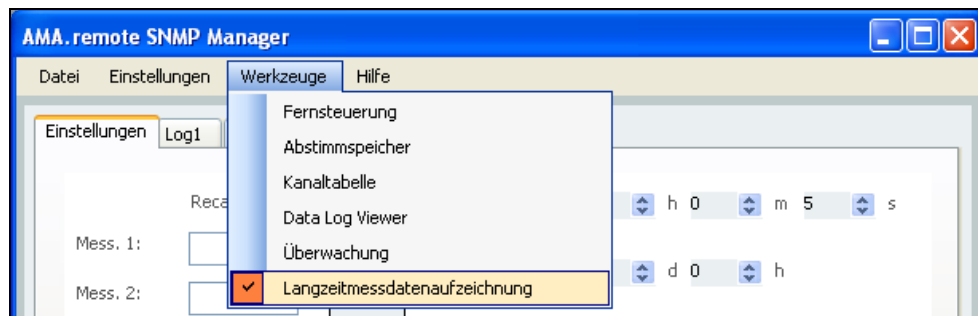 AMA.remote SNMP Manager
Datei Einstellungen Werkzeuge Hilfe
Einstellungen Log1
Fernsteuerung
Abstimmspeicher
Kanaltabelle
Data Log Viewer
Überwachung
Langzeitmessdatenaufzeichnung
h 0 m 5 s
Mess. 1:
d 0 h
Mess. 2: